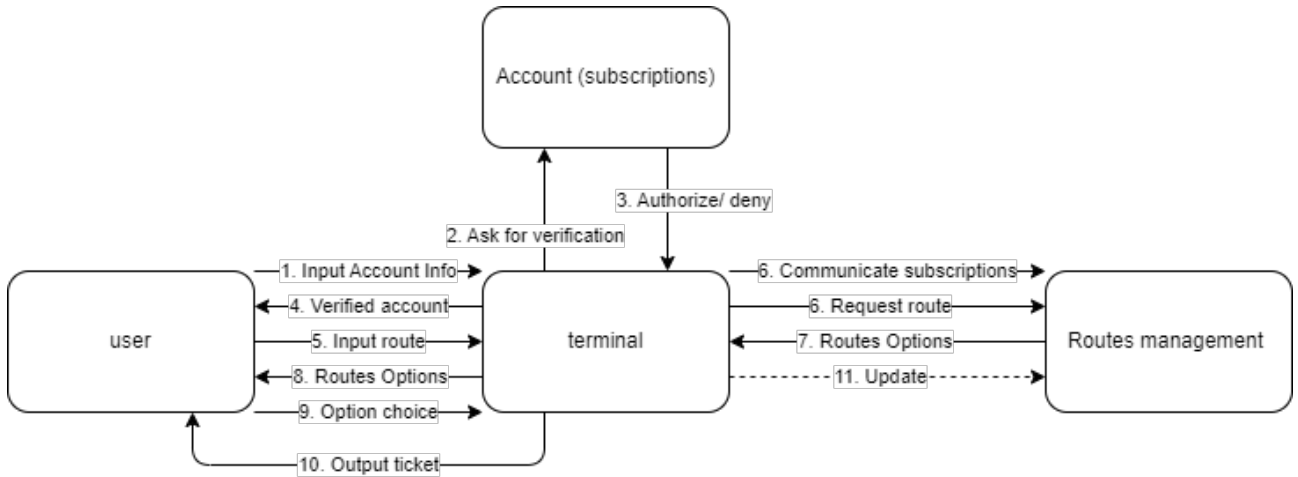 Account (subscriptions)
3. Authorize/ deny
2. Ask for verification
1. Input Account Info
6. Communicate subscriptions
4. Verified account
6. Request route
user
5. Input route
terminal
7. Routes Options
Routes management
8. Routes Options
11. Update
9. Option choice
10. Output ticket